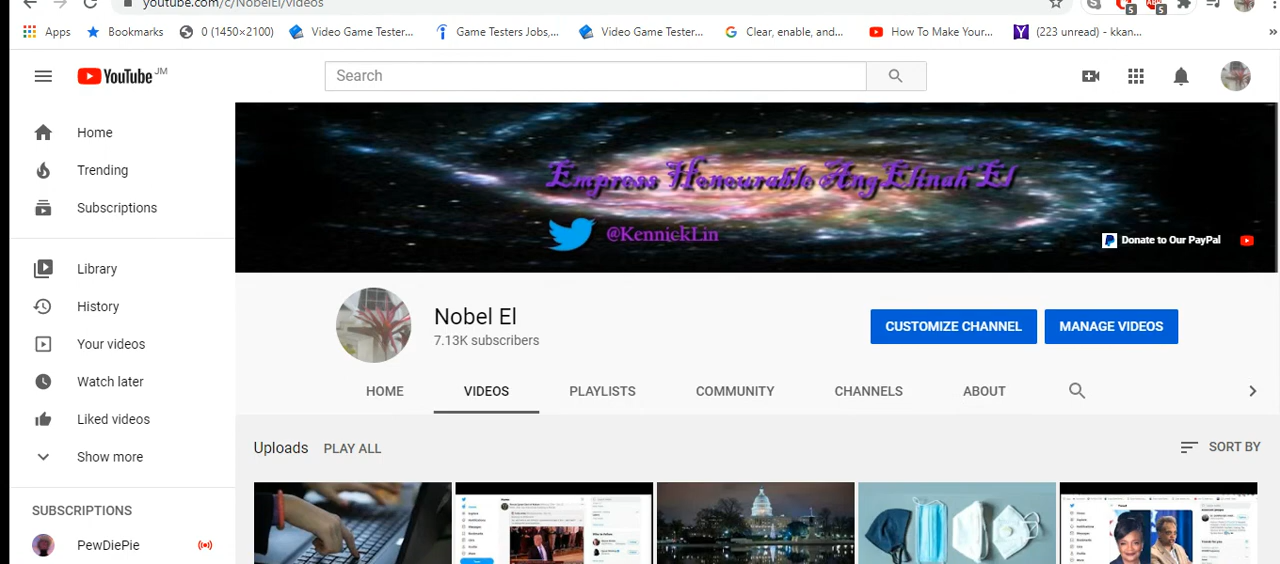 youtube.com/c/NobelEl/videos
Apps Bookmarks 0 (1450×2100) Video Game Tester... Game Testers Jobs,... Video Game Tester... Clear, enable, and... How To Make Your... (223 unread) - kkan... »
YouTube JM
Search
Home
Trending
Subscriptions
Library
History
Your videos
Watch later
Liked videos
Show more
SUBSCRIPTIONS
PewDiePie
Empress Honourable AngElinah El
@KennickLin
Donate to Our PayPal
Nobel El
7.13K subscribers
CUSTOMIZE CHANNEL MANAGE VIDEOS
HOME VIDEOS PLAYLISTS COMMUNITY CHANNELS ABOUT
Uploads PLAY ALL SORT BY